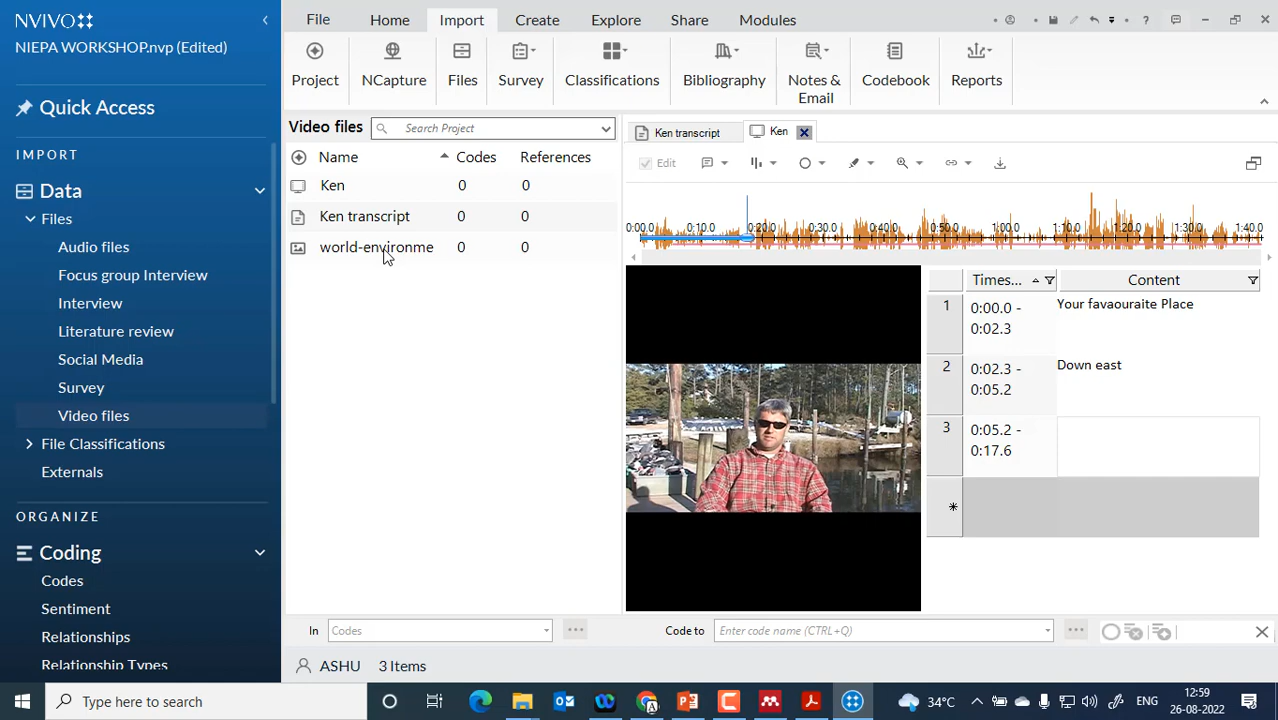 NVIVO
NIEPA WORKSHOP.nvp (Edited)
Quick Access
IMPORT
Data
Files
Audio files
Focus group Interview
Interview
Literature review
Social Media
Survey
Video files
File Classifications
Externals
ORGANIZE
Coding
Codes
Sentiment
Relationships
Relationship Types
File Home Import Create Explore Share Modules
Project NCapture Files Survey Classifications Bibliography Notes & Email Codebook Reports
Video files Search Project
Name Codes References
Ken 0 0
Ken transcript 0 0
world-environme 0 0
Ken transcript Ken
Edit
0:00.0 0:10.0 0:20.0 0:30.0 0:40.0 0:50.0 1:00.0 1:10.0 1:20.0 1:30.0 1:40.0
Times... Content
1 0:00.0 - 0:02.3 Your favaouraite Place
2 0:02.3 - 0:05.2 Down east
3 0:05.2 - 0:17.6
*
In Codes ... Code to Enter code name (CTRL+Q) ...
ASHU 3 Items
Type here to search
34°C ENG 12:59
26-08-2022